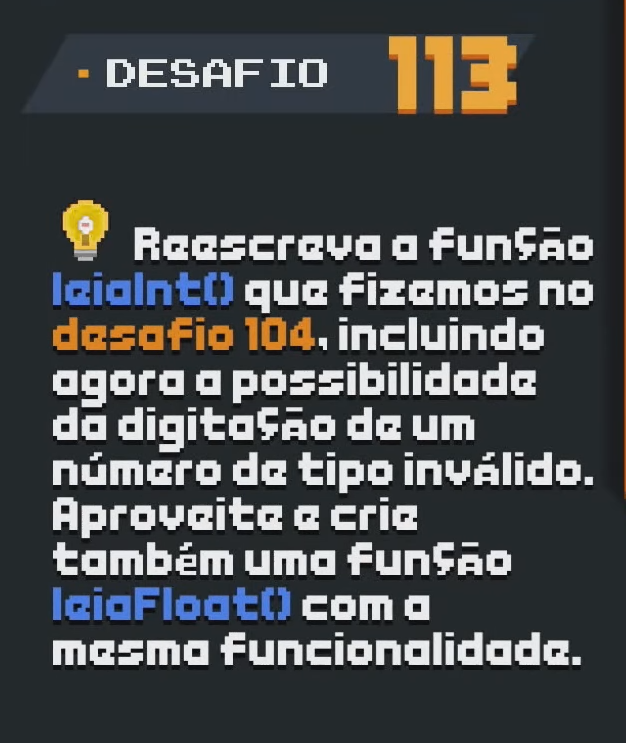 DESAFIO 113
Reescreva a função
leiaInt() que fizemos no
desafio 104, incluindo
agora a possibilidade
da digitação de um
número de tipo inválido.
Aproveite e crie
também uma função
leiaFloat() com a
mesma funcionalidade.